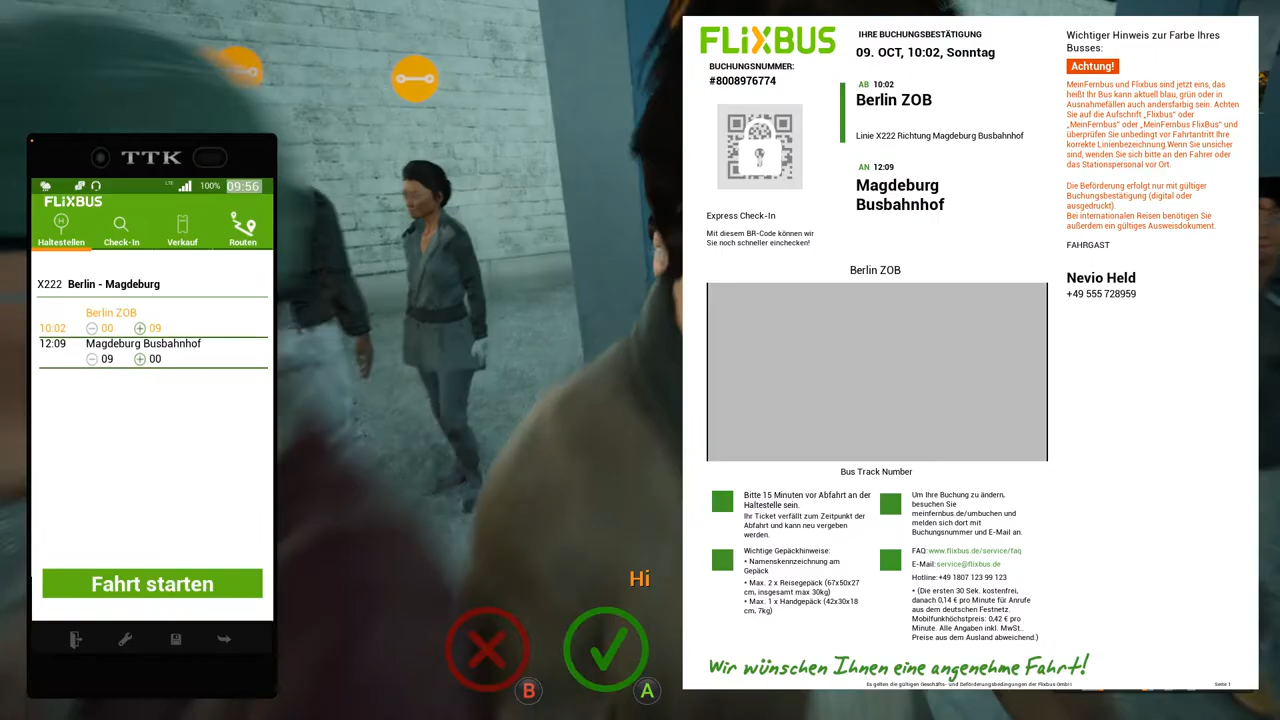 TTK
LTE 100% 09:56
FLiXBUS
Haltestellen Check-In Verkauf Routen
X222 Berlin - Magdeburg
Berlin ZOB
10:02 00 09
12:09 Magdeburg Busbahnhof
09 00
Fahrt starten
Hi
B
A
FLiXBUS
BUCHUNGSNUMMER:
#8008976774
Express Check-In
Mit diesem BR-Code können wir
Sie noch schneller einchecken!
IHRE BUCHUNGSBESTÄTIGUNG
09. OCT, 10:02, Sonntag
AB 10:02
Berlin ZOB
Linie X222 Richtung Magdeburg Busbahnhof
AN 12:09
Magdeburg
Busbahnhof
Berlin ZOB
Bus Track Number
Wichtiger Hinweis zur Farbe Ihres
Busses:
Achtung!
MeinFernbus und Flixbus sind jetzt eins, das
heißt Ihr Bus kann aktuell blau, grün oder in
Ausnahmefällen auch andersfarbig sein. Achten
Sie auf die Aufschrift „Flixbus“ oder
„MeinFernbus“ oder „MeinFernbus FlixBus“ und
überprüfen Sie unbedingt vor Fahrtantritt Ihre
korrekte Linienbezeichnung.Wenn Sie unsicher
sind, wenden Sie sich bitte an den Fahrer oder
das Stationspersonal vor Ort.
Die Beförderung erfolgt nur mit gültiger
Buchungsbestätigung (digital oder
ausgedruckt).
Bei internationalen Reisen benötigen Sie
außerdem ein gültiges Ausweisdokument.
FAHRGAST
Nevio Held
+49 555 728959
Bitte 15 Minuten vor Abfahrt an der
Haltestelle sein.
Ihr Ticket verfällt zum Zeitpunkt der
Abfahrt und kann neu vergeben
werden.
Wichtige Gepäckhinweise:
• Namenskennzeichnung am
Gepäck
• Max. 2 x Reisegepäck (67x50x27
cm, insgesamt max 30kg)
• Max. 1 x Handgepäck (42x30x18
cm, 7kg)
Um Ihre Buchung zu ändern,
besuchen Sie
meinfernbus.de/umbuchen und
melden sich dort mit
Buchungsnummer und E-Mail an.
FAQ: www.flixbus.de/service/faq
E-Mail: service@flixbus.de
Hotline: +49 1807 123 99 123
• (Die ersten 30 Sek. kostenfrei,
danach 0,14 € pro Minute für Anrufe
aus dem deutschen Festnetz.
Mobilfunkhöchstpreis: 0,42 € pro
Minute. Alle Angaben inkl. MwSt..
Preise aus dem Ausland abweichend.)
Wir wünschen Ihnen eine angenehme Fahrt!
Es gelten die gültigen Geschäfts- und Beförderungsbedingungen der Flixbus GmbH
Seite 1